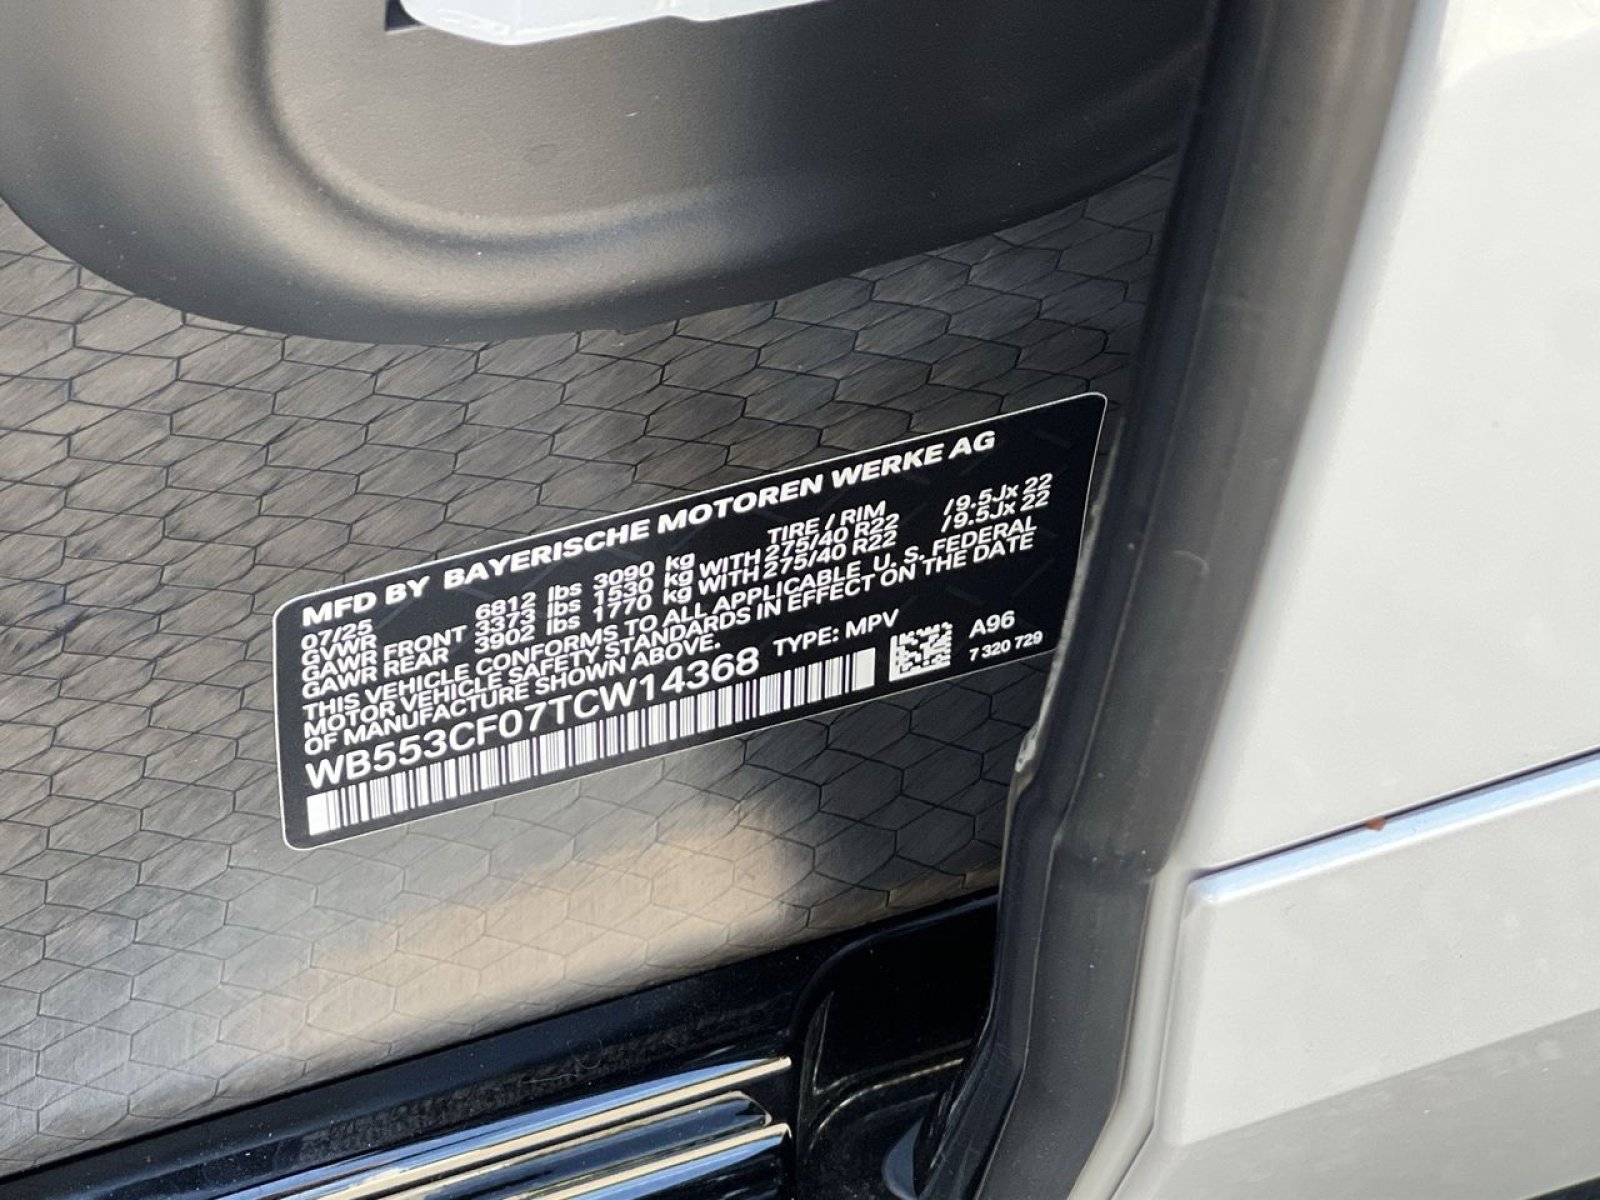 MFD BY BAYERISCHE MOTOREN WERKE AG
07/25 TIRE / RIM
GVWR 6812 lbs 3090 kg
GAWR FRONT 3373 lbs 1530 kg WITH 275/40 R22 /9.5Jx 22
GAWR REAR 3902 lbs 1770 kg WITH 275/40 R22 /9.5Jx 22
THIS VEHICLE CONFORMS TO ALL APPLICABLE U. S. FEDERAL
MOTOR VEHICLE SAFETY STANDARDS IN EFFECT ON THE DATE
OF MANUFACTURE SHOWN ABOVE.
WB553CF07TCW14368 TYPE: MPV
A96
7 320 729